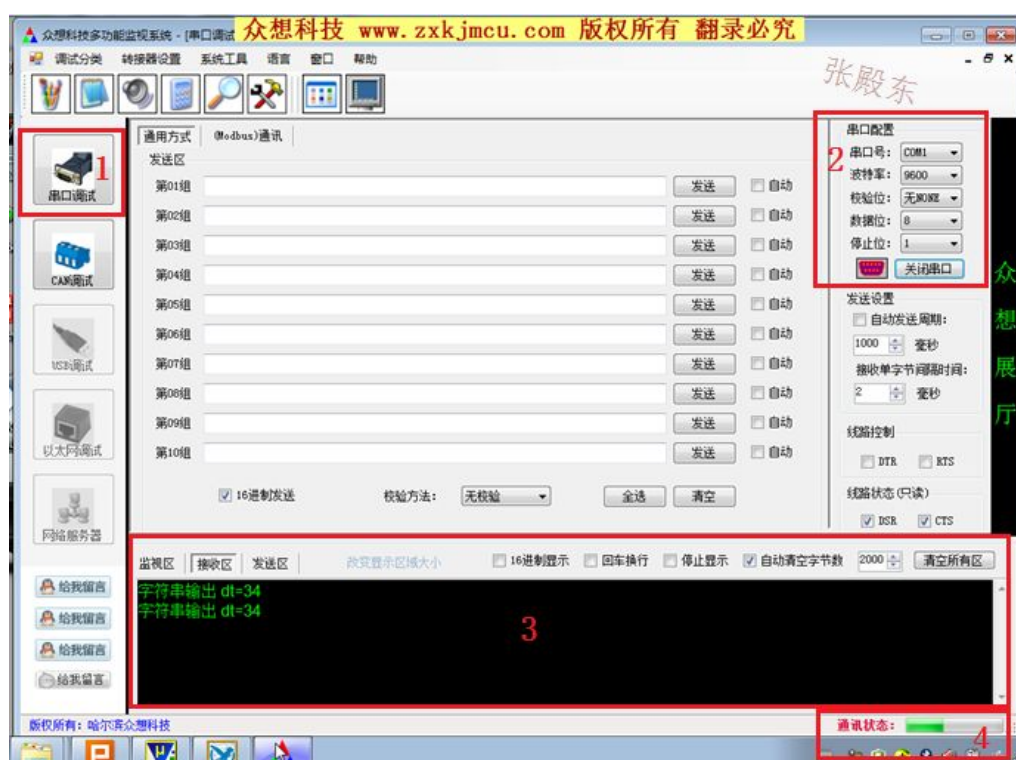 众想科技 www.zxkjmcu.com 版权所有 翻录必究
众想科技多功能监视系统 - [串口调试
调试分类 转接器设置 系统工具 语言 窗口 帮助
张殿东
1
串口调试
CAN调试
USB调试
以太网调试
网络服务器
给我留言
给我留言
给我留言
给我留言
通用方式 (Modbus)通讯
发送区
第01组 发送 自动
第02组 发送 自动
第03组 发送 自动
第04组 发送 自动
第05组 发送 自动
第06组 发送 自动
第07组 发送 自动
第08组 发送 自动
第09组 发送 自动
第10组 发送 自动
16进制发送 校验方法: 无校验 全选 清空
2
串口配置
串口号: COM1
波特率: 9600
校验位: 无NONE
数据位: 8
停止位: 1
关闭串口
发送设置
自动发送周期:
1000 毫秒
接收单字节间隔时间:
2 毫秒
线路控制
DTR RTS
线路状态(只读)
DSR CTS
众
想
展
厅
监视区 接收区 发送区 改变显示区域大小 16进制显示 回车换行 停止显示 自动清空字节数 2000 清空所有区
字符串输出 dt=34
字符串输出 dt=34
3
版权所有: 哈尔滨众想科技
通讯状态:
4